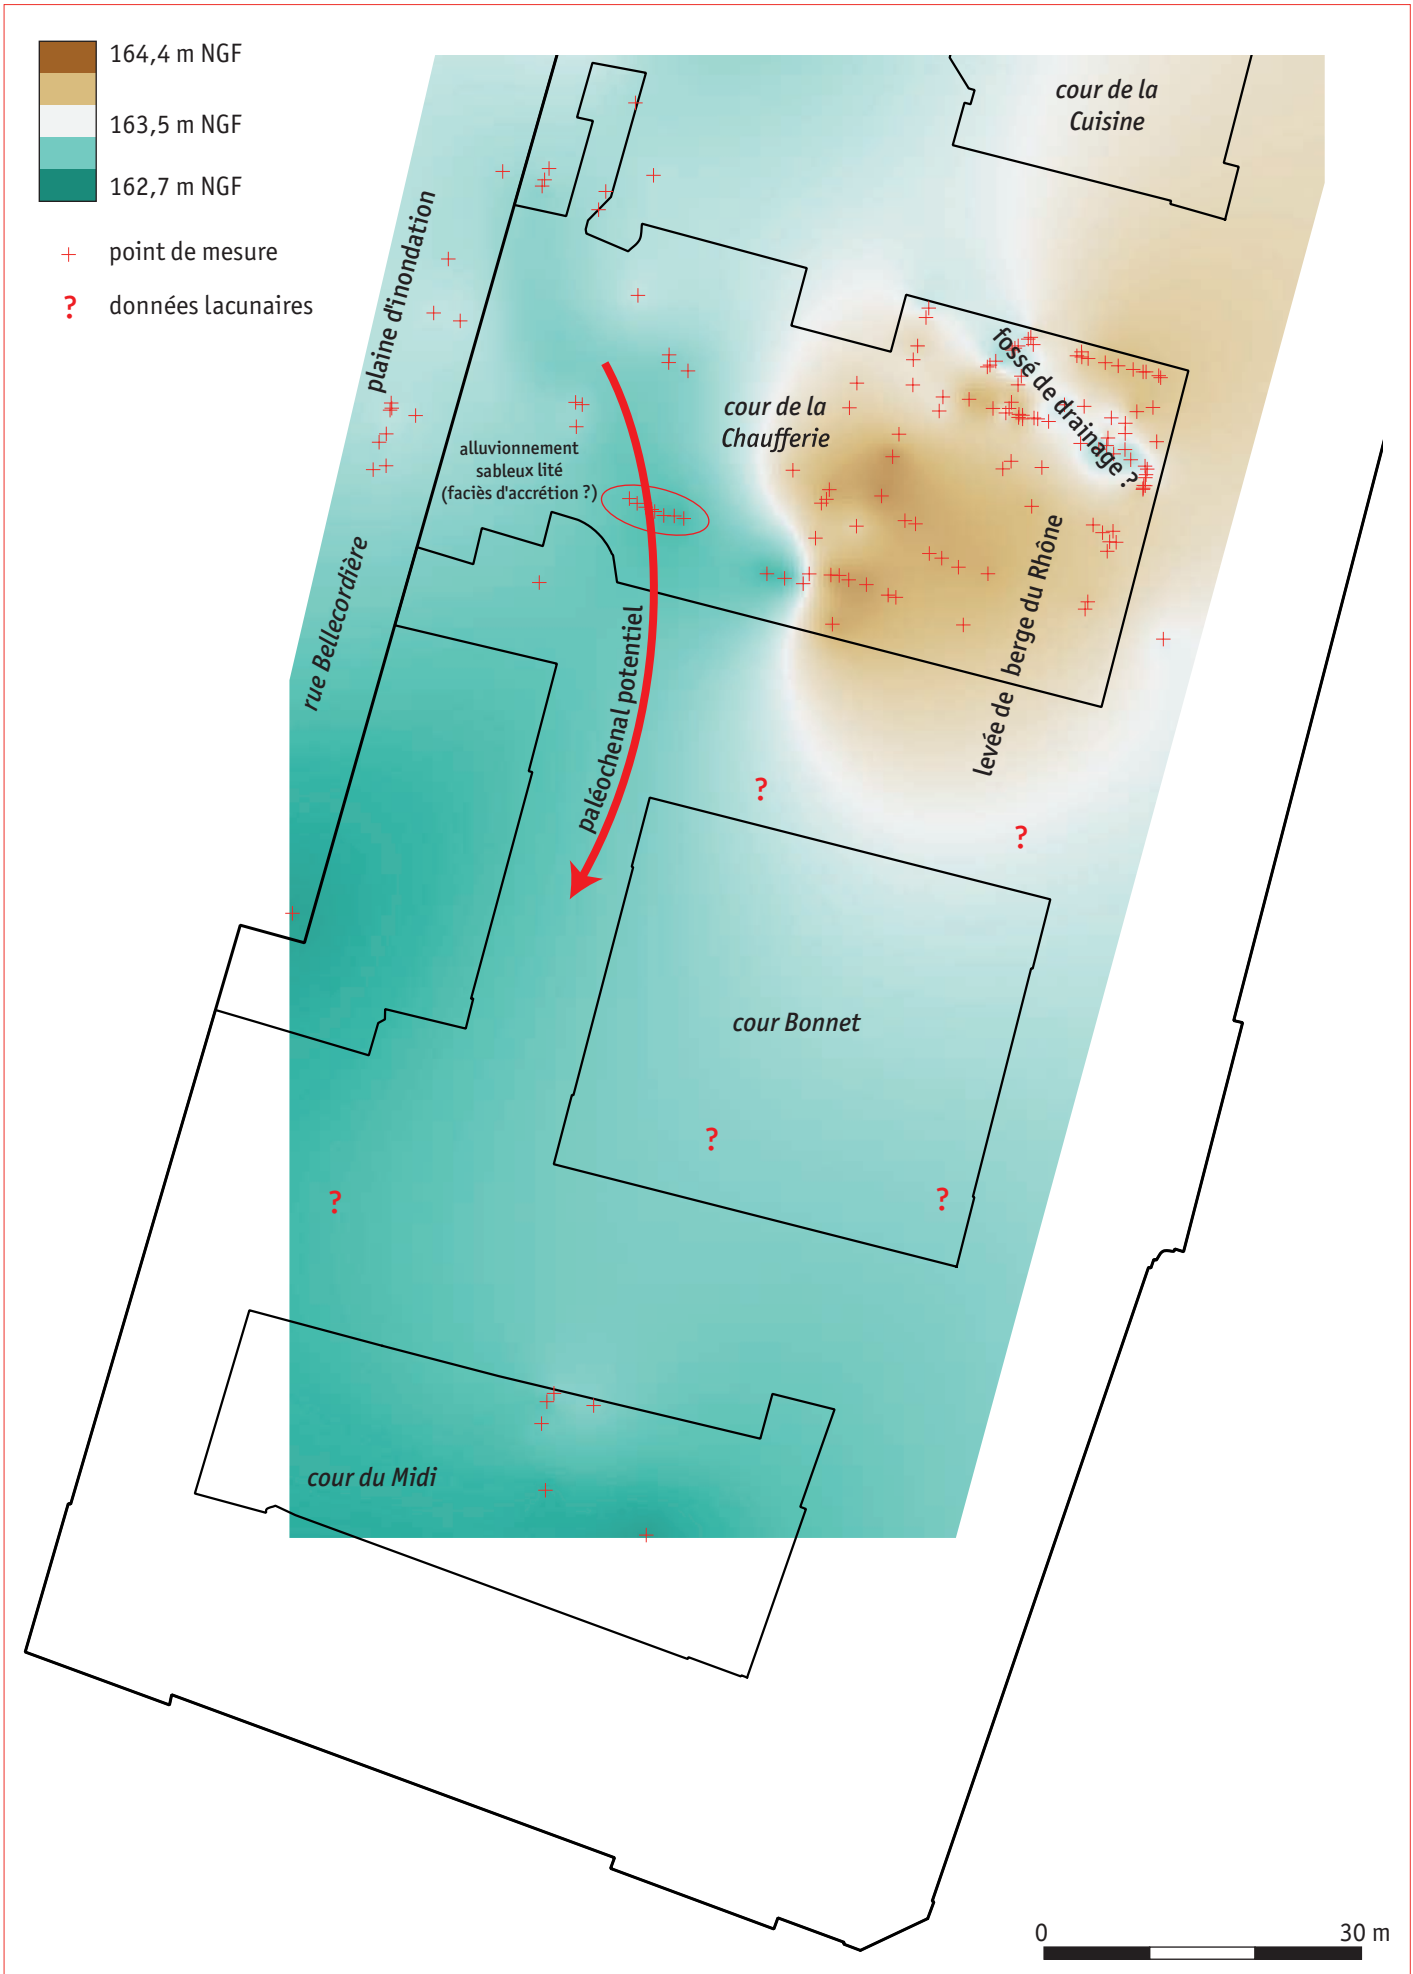 164,4 m NGF
163,5 m NGF
162,7 m NGF
point de mesure
?
données lacunaires
cour de la
Cuisine
plaine d'inondation
fossé de drainage ?
cour de la
Chaufferie
alluvionnement
sableux lité
(faciès d'accrétion ?)
rue Bellecordière
levée de berge du Rhône
paléochenal potentiel
?
?
cour Bonnet
?
?
?
cour du Midi
0 30 m